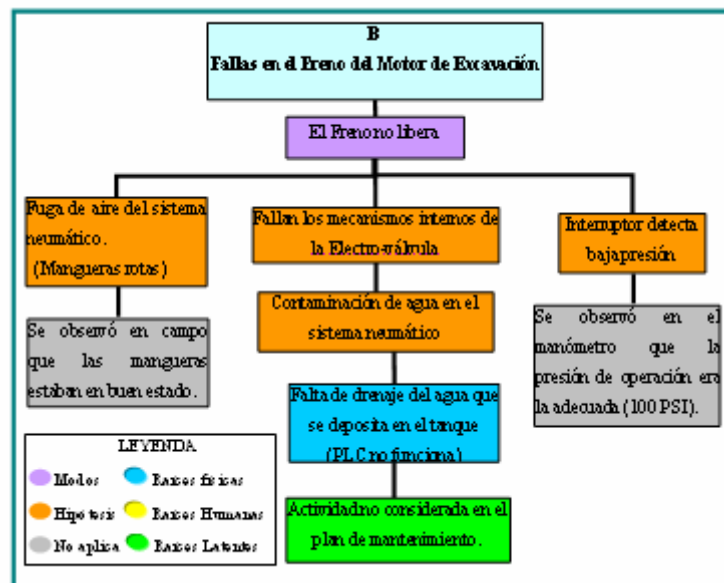 B
Fallas en el Freno del Motor de Excavación
El Freno no libera
Fuga de aire del sistema
neumático.
(Mangueras rotas)
Fallan los mecanismos internos de
la Electro-válvula
Interruptor detecta
baja presión
Se observó en campo
que las mangueras
estaban en buen estado.
Contaminación de agua en el
sistema neumático
Se observó en el
manómetro que la
presión de operación era
la adecuada (100 PSI).
Falta de drenaje del agua que
se deposita en el tanque
(PLC no funciona)
Actividad no considerada en el
plan de mantenimiento.
LEYENDA
Modos
Raíces físicas
Hipótesis
Raíces Humanas
No aplica
Raíces Latentes